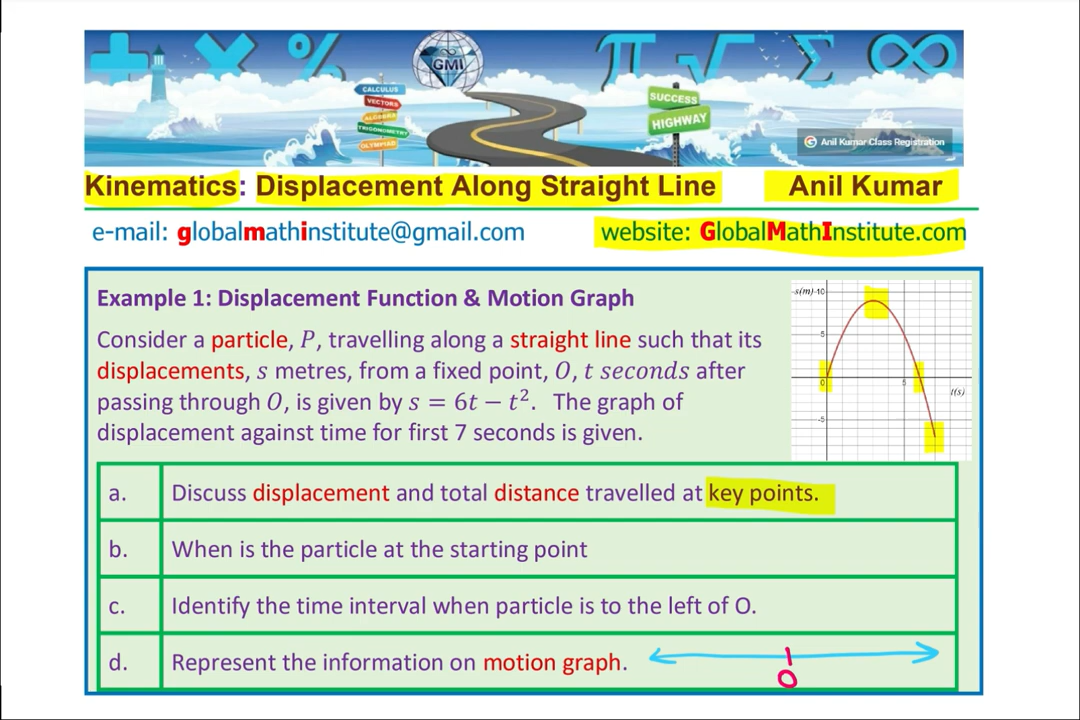 GMI
CALCULUS
VECTORS
ALGEBRA
TRIGONOMETRY
OLYMPIAD
SUCCESS
HIGHWAY
Anil Kumar Class Registration
Kinematics: Displacement Along Straight Line Anil Kumar
e-mail: globalmathinstitute@gmail.com website: GlobalMathInstitute.com
Example 1: Displacement Function & Motion Graph
Consider a particle, P, travelling along a straight line such that its
displacements, s metres, from a fixed point, O, t seconds after
passing through O, is given by s = 6t − t². The graph of
displacement against time for first 7 seconds is given.
s(m) 10
5
0 5
t(s)
-5
a. Discuss displacement and total distance travelled at key points.
b. When is the particle at the starting point
c. Identify the time interval when particle is to the left of O.
d. Represent the information on motion graph.
O